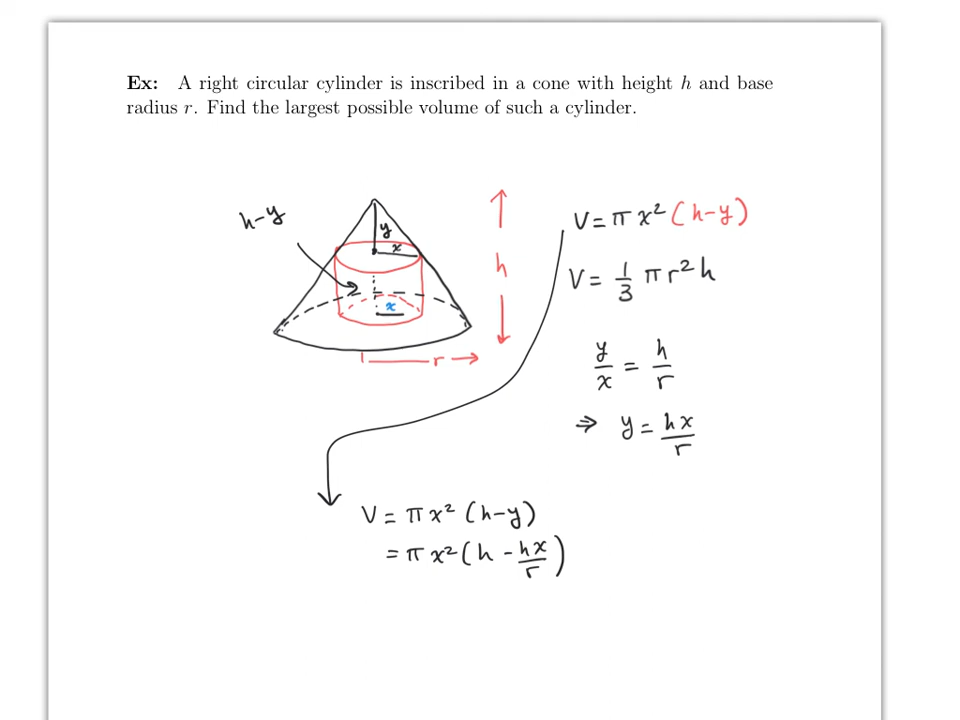 Ex: A right circular cylinder is inscribed in a cone with height h and base
radius r. Find the largest possible volume of such a cylinder.
h-y
y
x
x
h
r
V = π x² (h-y)
V = 1/3 π r² h
y/x = h/r
⇒ y = hx/r
V = π x² (h-y)
= π x² (h - hx/r)